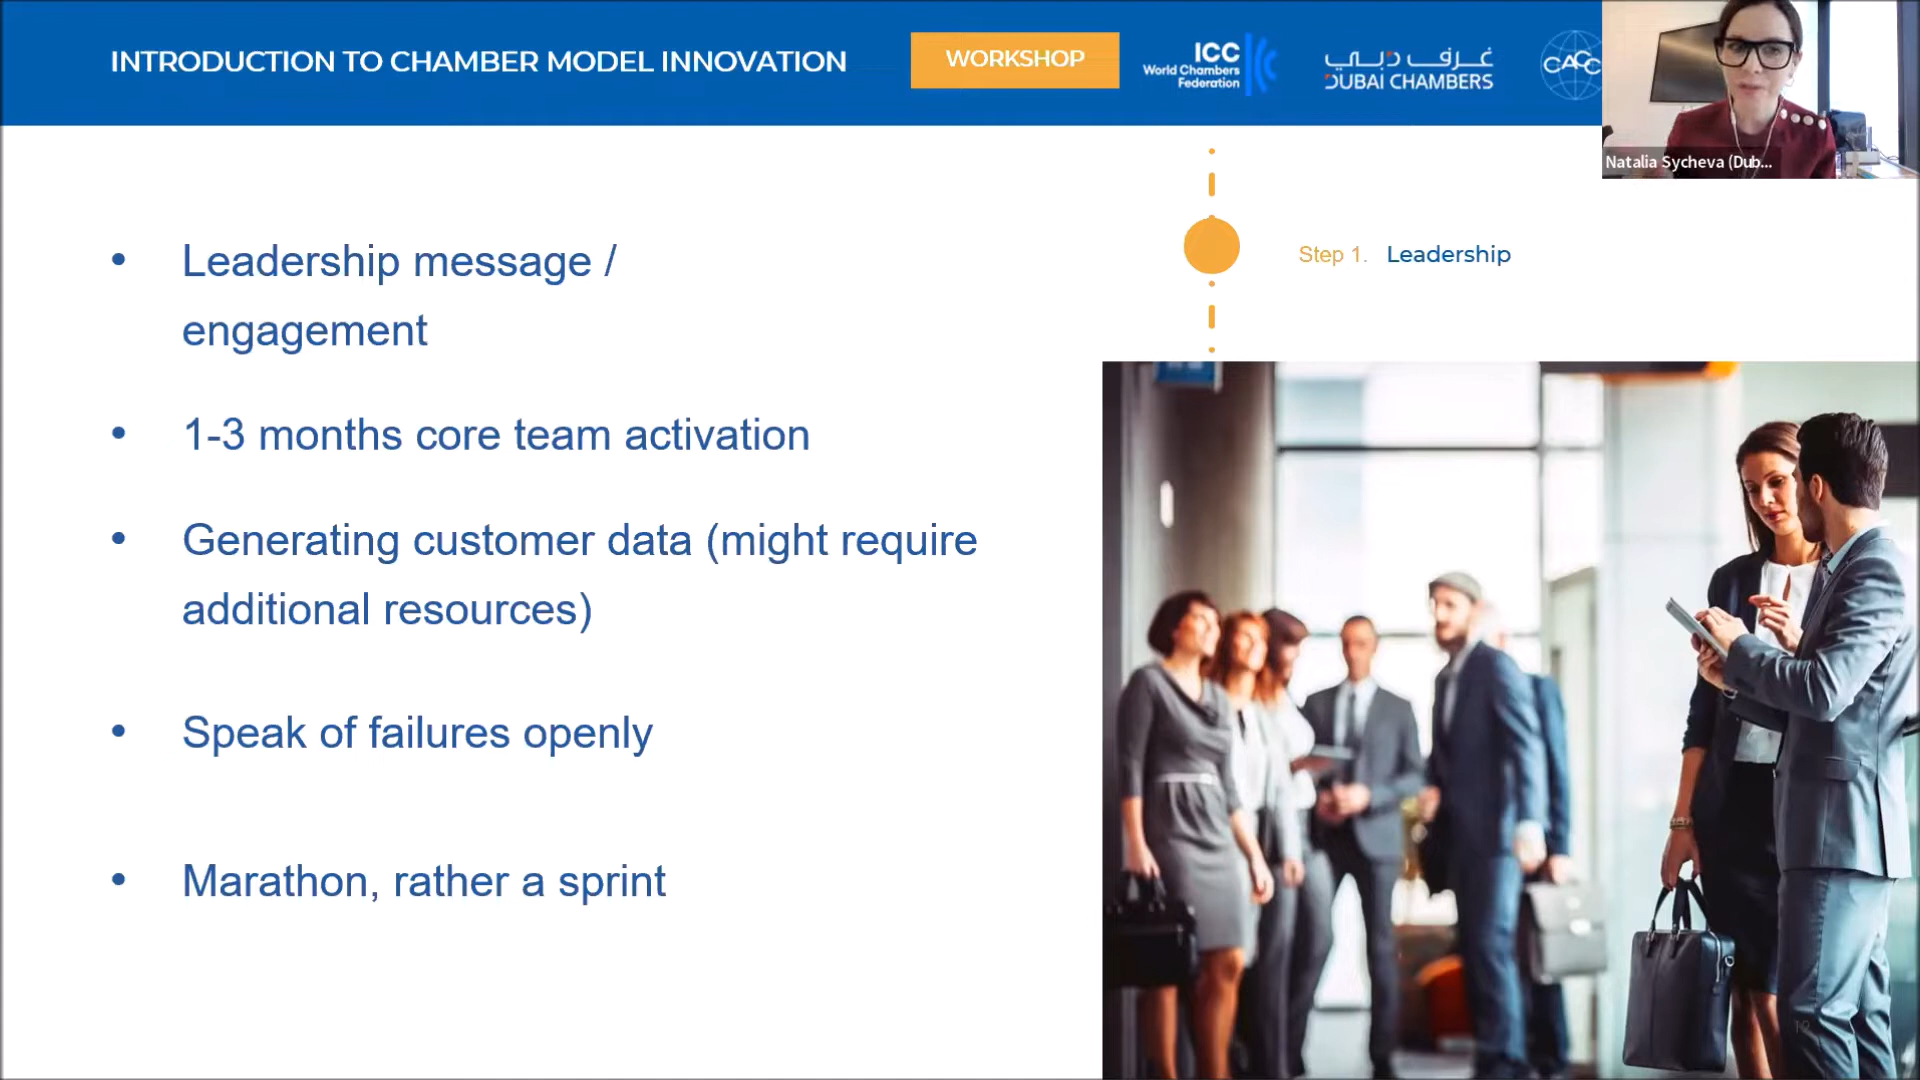 INTRODUCTION TO CHAMBER MODEL INNOVATION
WORKSHOP
ICC
World Chambers
Federation
غرف دبي
DUBAI CHAMBERS
CACC
Natalia Sycheva (Dub...
Step 1. Leadership
• Leadership message /
engagement
• 1-3 months core team activation
• Generating customer data (might require
additional resources)
• Speak of failures openly
• Marathon, rather a sprint
19